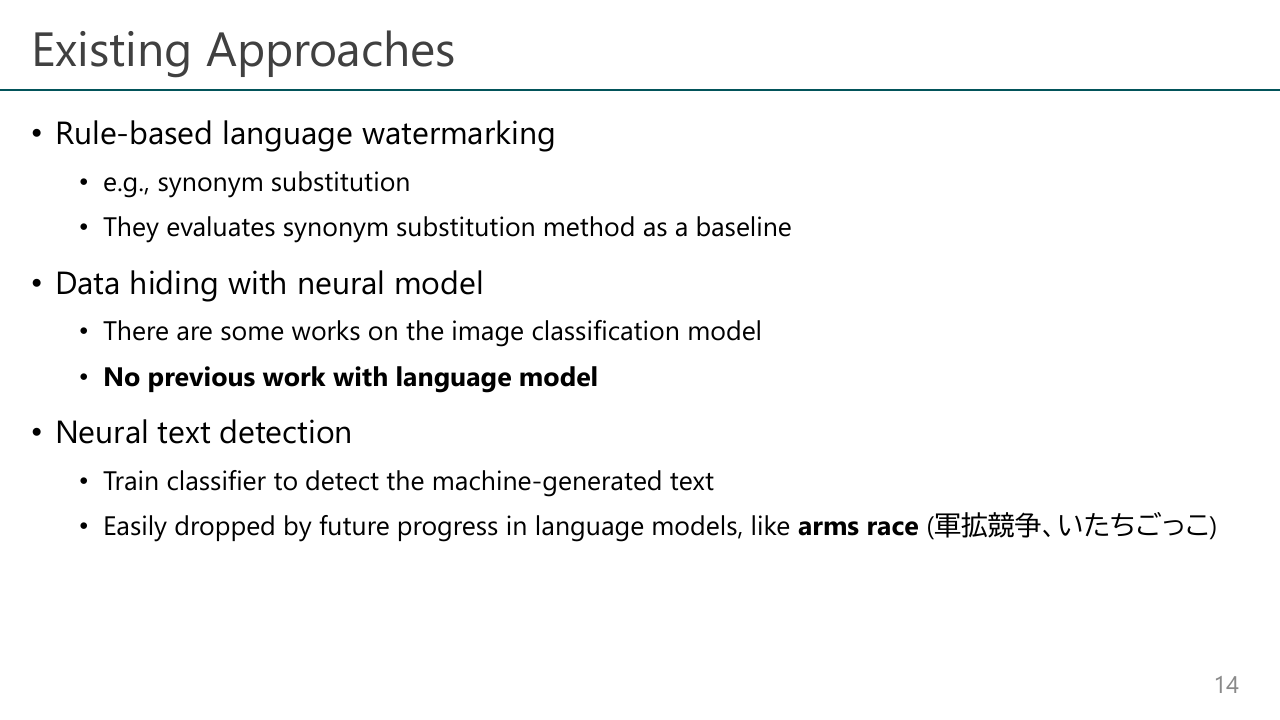 Existing Approaches
• Rule-based language watermarking
• e.g., synonym substitution
• They evaluates synonym substitution method as a baseline
• Data hiding with neural model
• There are some works on the image classification model
• No previous work with language model
• Neural text detection
• Train classifier to detect the machine-generated text
• Easily dropped by future progress in language models, like arms race (軍拡競争、いたちごっこ)
14